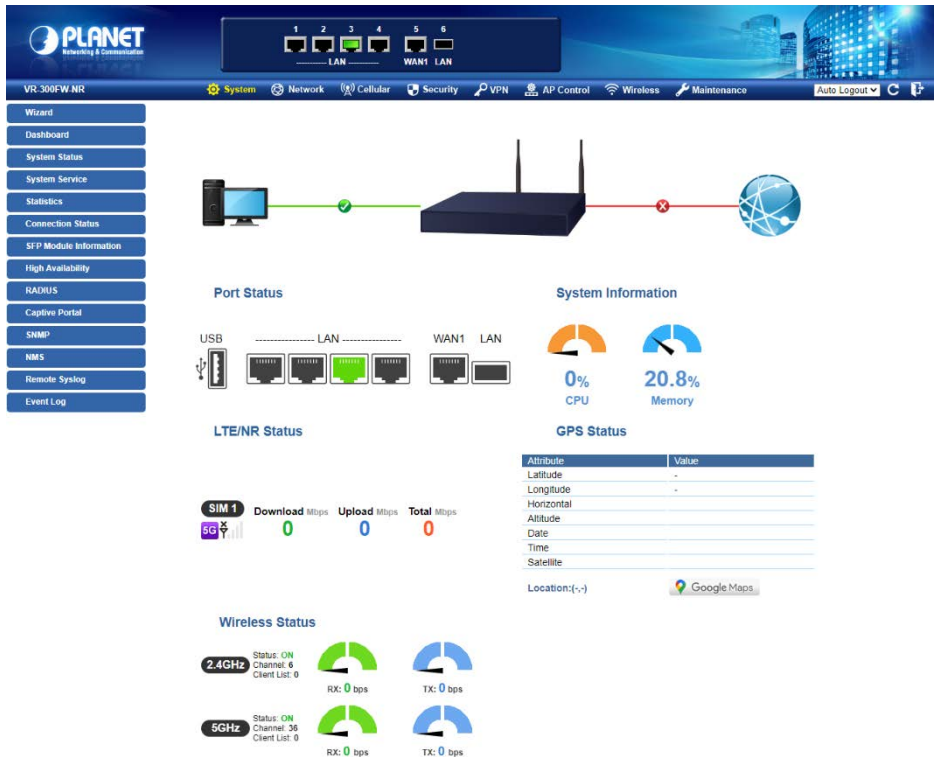 PLANET
Networking & Communication
1 2 3 4 5 6
LAN WAN1 LAN
VR-300FW-NR
System Network Cellular Security VPN AP Control Wireless Maintenance Auto Logout
Wizard
Dashboard
System Status
System Service
Statistics
Connection Status
SFP Module Information
High Availability
RADIUS
Captive Portal
SNMP
NMS
Remote Syslog
Event Log
Port Status
USB ---------------- LAN ---------------- WAN1 LAN
System Information
0% 20.8%
CPU Memory
LTE/NR Status
SIM 1 Download Mbps Upload Mbps Total Mbps
5G 0 0 0
GPS Status
Attribute Value
Latitude -
Longitude -
Horizontal
Altitude
Date
Time
Satellite
Location:(-,-) Google Maps
Wireless Status
2.4GHz
Status: ON
Channel: 6
Client List: 0
RX: 0 bps TX: 0 bps
5GHz
Status: ON
Channel: 36
Client List: 0
RX: 0 bps TX: 0 bps